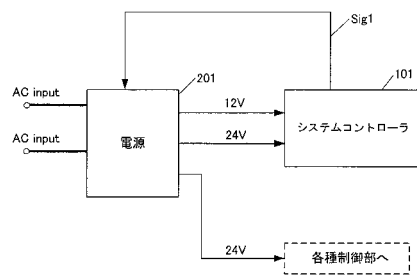 Sig1
201
101
AC input
12V
システムコントローラ
AC input
電源
24V
24V
各種制御部へ